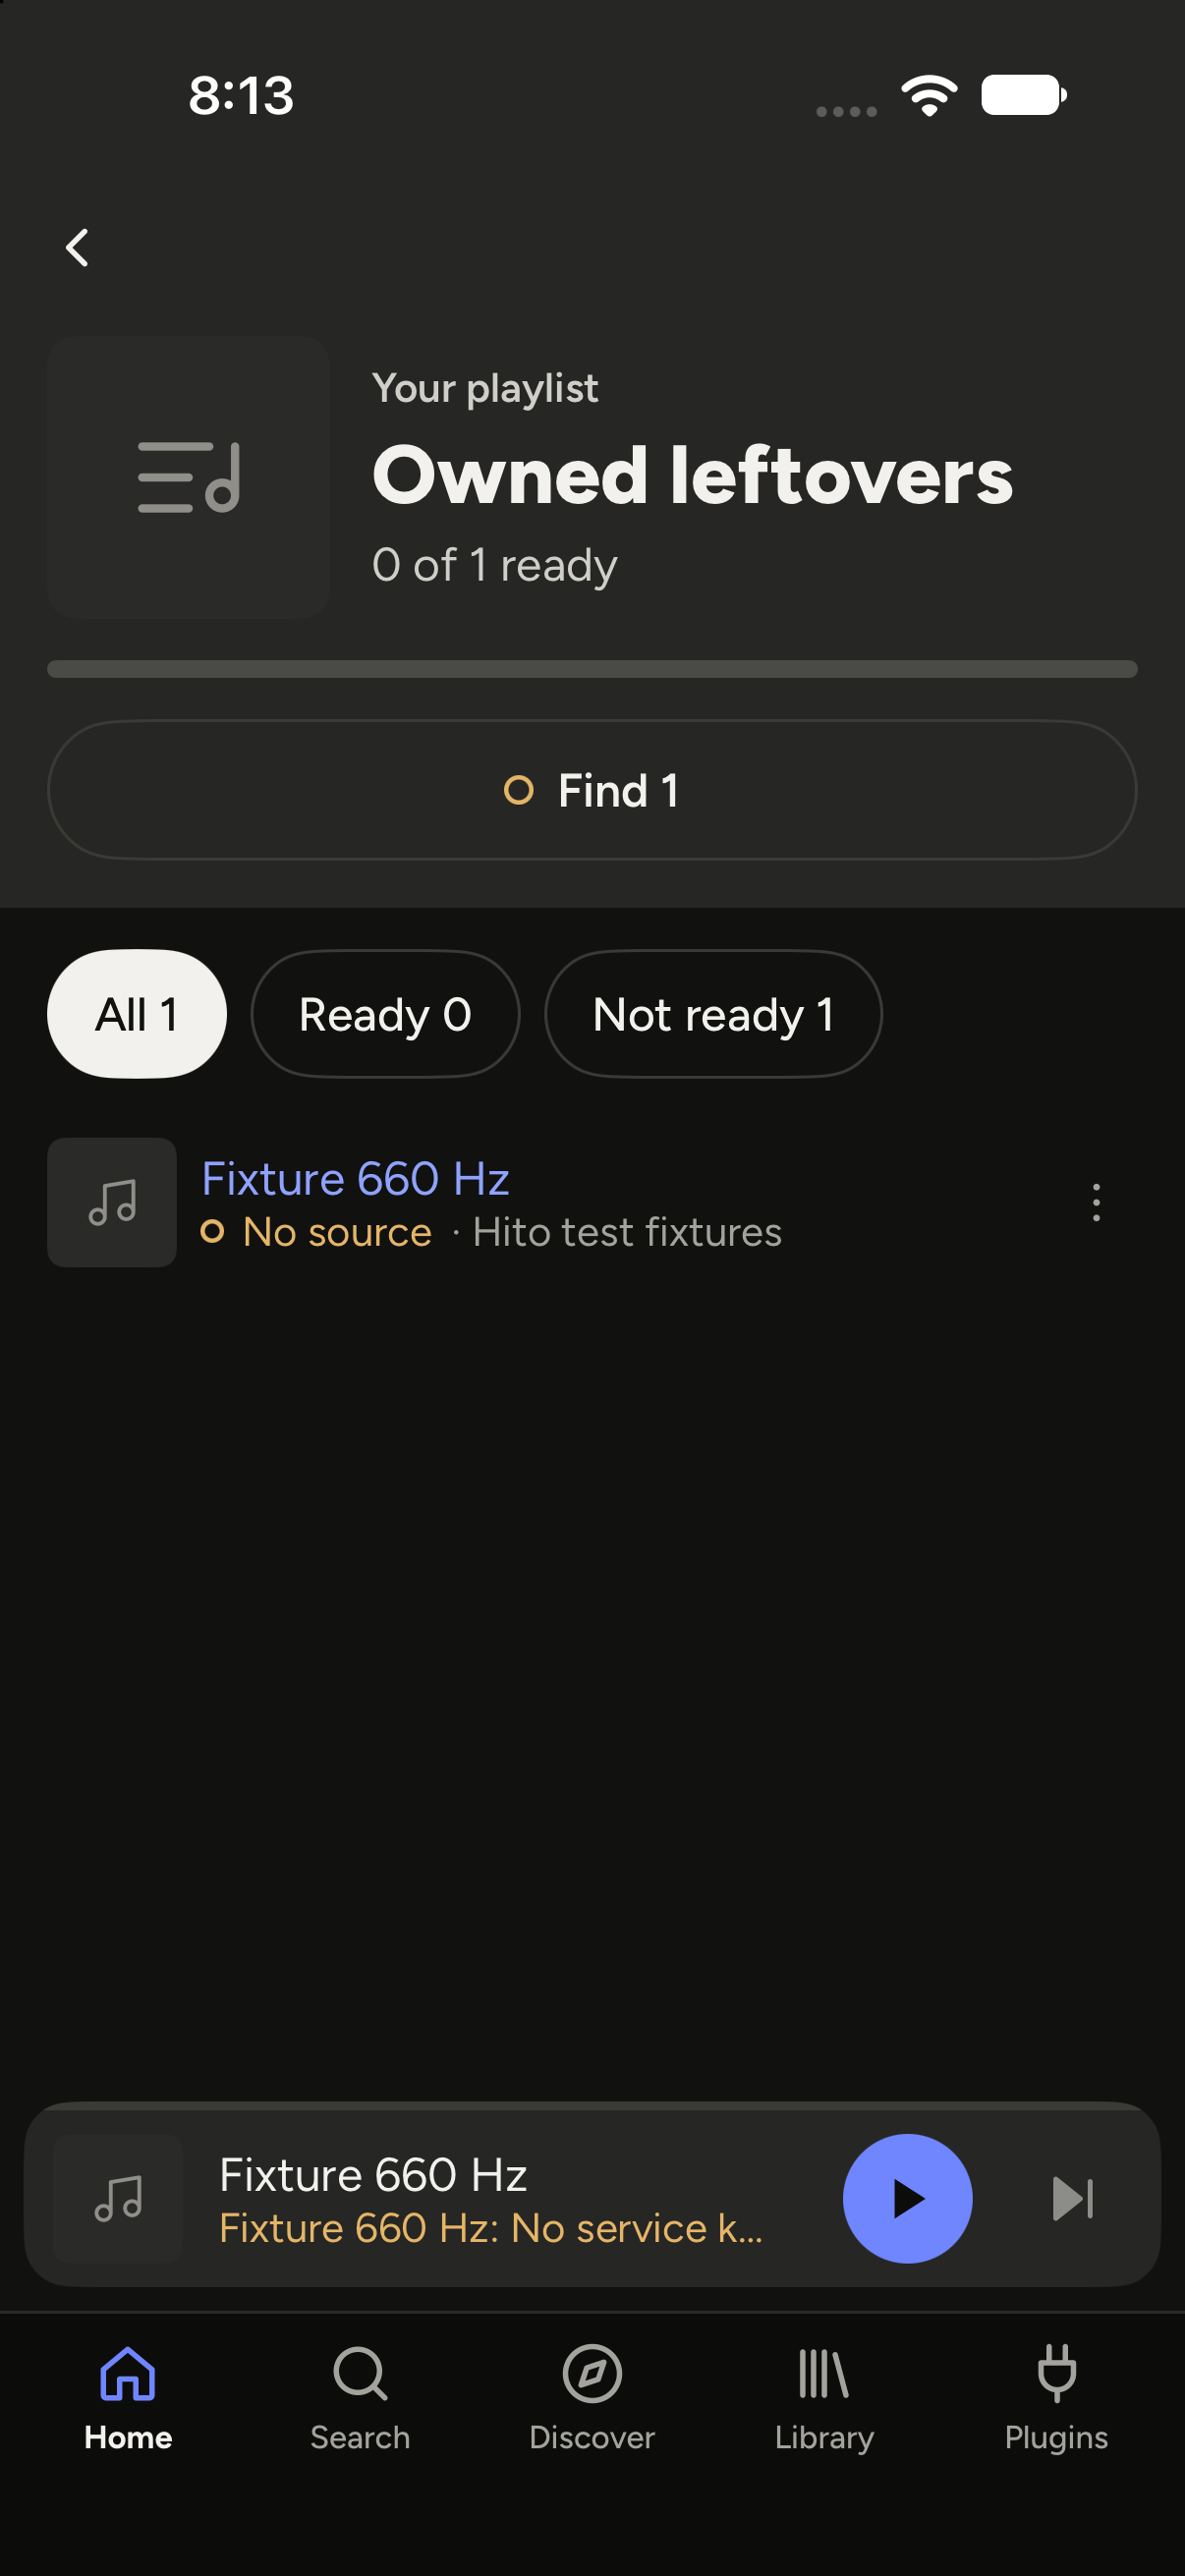 8:13
Your playlist
Owned leftovers
0 of 1 ready
Find 1
All 1
Ready 0
Not ready 1
Fixture 660 Hz
No source · Hito test fixtures
Fixture 660 Hz
Fixture 660 Hz: No service k...
Home
Search
Discover
Library
Plugins